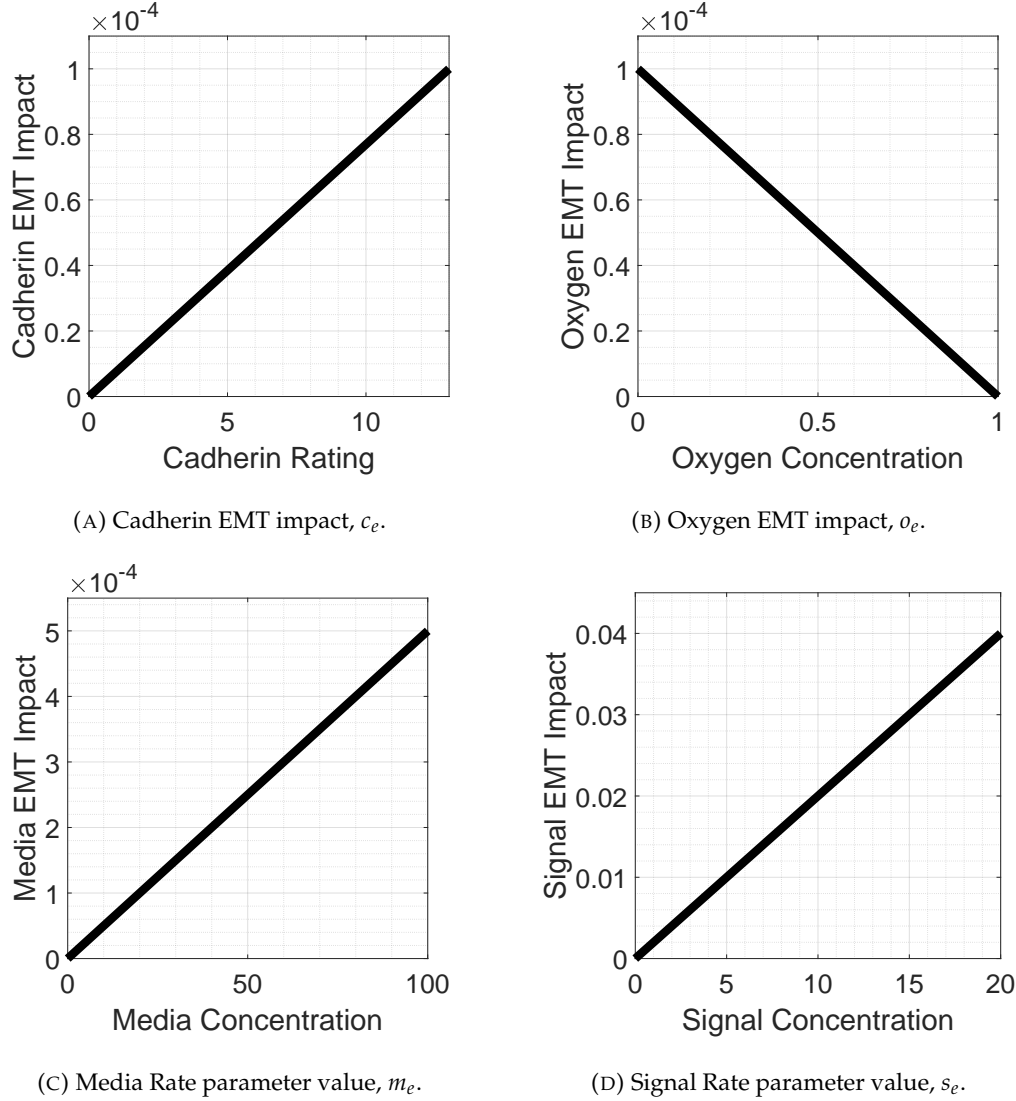 ×10⁻⁴
1
0.8
0.6
0.4
0.2
0
Cadherin EMT Impact
0 5 10
Cadherin Rating
(A) Cadherin EMT impact, cₑ.
×10⁻⁴
1
0.8
0.6
0.4
0.2
0
Oxygen EMT Impact
0 0.5 1
Oxygen Concentration
(B) Oxygen EMT impact, oₑ.
×10⁻⁴
5
4
3
2
1
0
Media EMT Impact
0 50 100
Media Concentration
(C) Media Rate parameter value, mₑ.
0.04
0.03
0.02
0.01
0
Signal EMT Impact
0 5 10 15 20
Signal Concentration
(D) Signal Rate parameter value, sₑ.